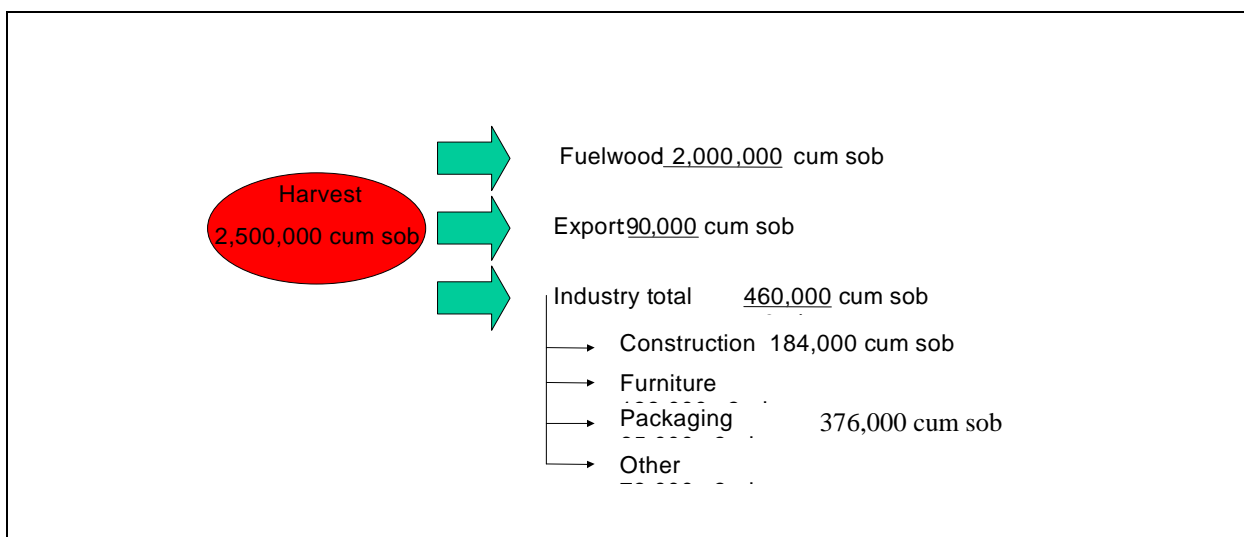 Harvest
2,500,000 cum sob
Fuelwood 2,000,000 cum sob
Export 90,000 cum sob
Industry total 460,000 cum sob
Construction 184,000 cum sob
Furniture
Packaging 376,000 cum sob
Other